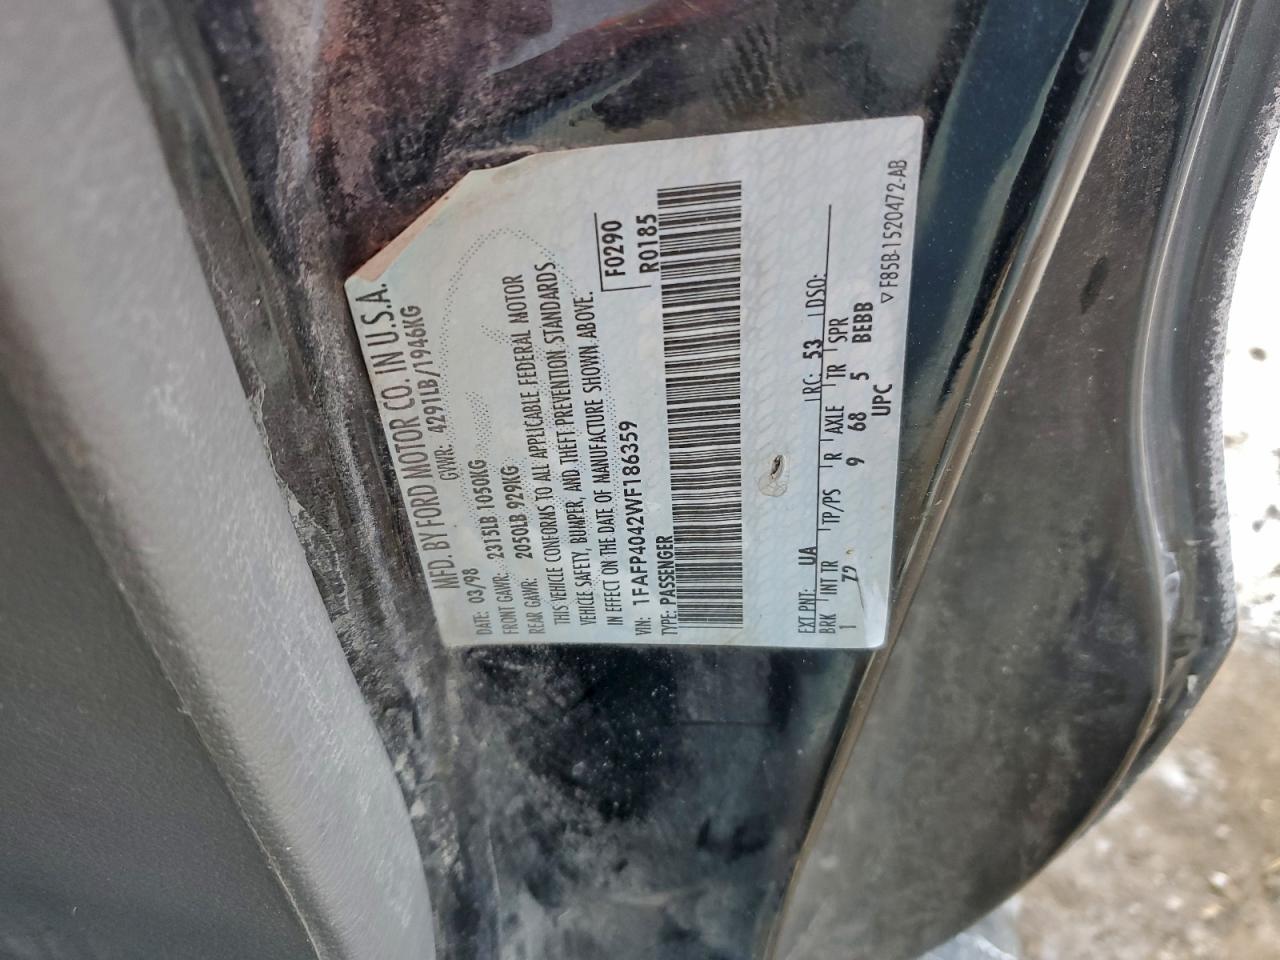 MFD. BY FORD MOTOR CO. IN U.S.A.
DATE: 03/98 GVWR: 4291LB/1946KG
FRONT GAWR: 2315LB 1050KG
REAR GAWR: 2050LB 929KG
THIS VEHICLE CONFORMS TO ALL APPLICABLE FEDERAL MOTOR
VEHICLE SAFETY, BUMPER, AND THEFT PREVENTION STANDARDS
IN EFFECT ON THE DATE OF MANUFACTURE SHOWN ABOVE.
VIN: 1FAFP4042WF186359 F0290
TYPE: PASSENGER R0185
EXT PNT: UA RC: 53 DSO:
BRK INT TR TP/PS R AXLE TR SPR
1 9 68 5 BEBB
UPC
▽ F85B-1520472-AB